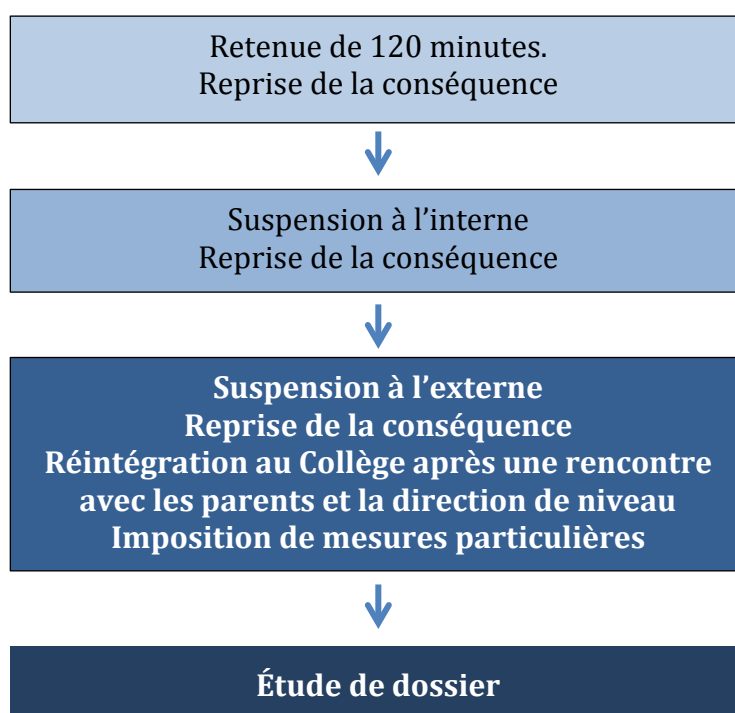 Retenue de 120 minutes.
Reprise de la conséquence
Suspension à l’interne
Reprise de la conséquence
Suspension à l’externe
Reprise de la conséquence
Réintégration au Collège après une rencontre
avec les parents et la direction de niveau
Imposition de mesures particulières
Étude de dossier